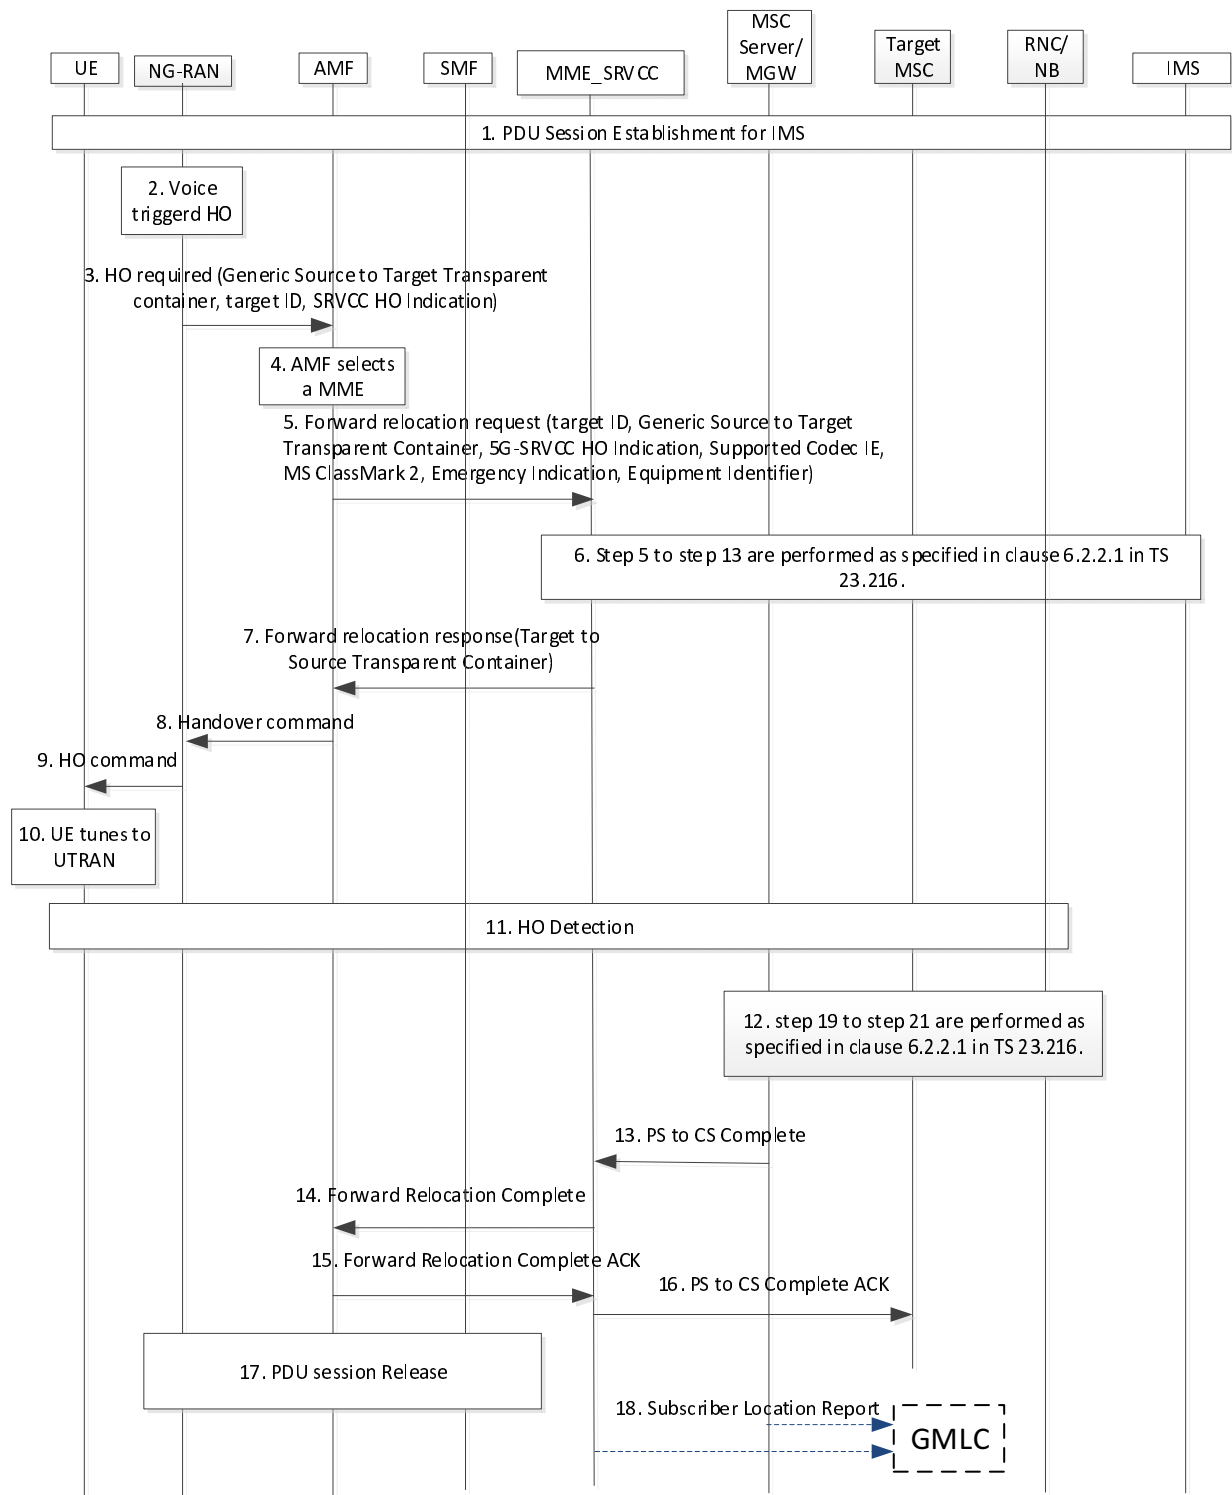 UE
NG-RAN
AMF
SMF
MME_SRVCC
MSC
Server/
MGW
Target
MSC
RNC/
NB
IMS
1. PDU Session Establishment for IMS
2. Voice
triggerd HO
3. HO required (Generic Source to Target Transparent
container, target ID, SRVCC HO Indication)
4. AMF selects
a MME
5. Forward relocation request (target ID, Generic Source to Target
Transparent Container, 5G-SRVCC HO Indication, Supported Codec IE,
MS ClassMark 2, Emergency Indication, Equipment Identifier)
6. Step 5 to step 13 are performed as specified in clause 6.2.2.1 in TS
23.216.
7. Forward relocation response(Target to
Source Transparent Container)
8. Handover command
9. HO command
10. UE tunes to
UTRAN
11. HO Detection
12. step 19 to step 21 are performed as
specified in clause 6.2.2.1 in TS 23.216.
13. PS to CS Complete
14. Forward Relocation Complete
15. Forward Relocation Complete ACK
16. PS to CS Complete ACK
17. PDU session Release
18. Subscriber Location Report
GMLC